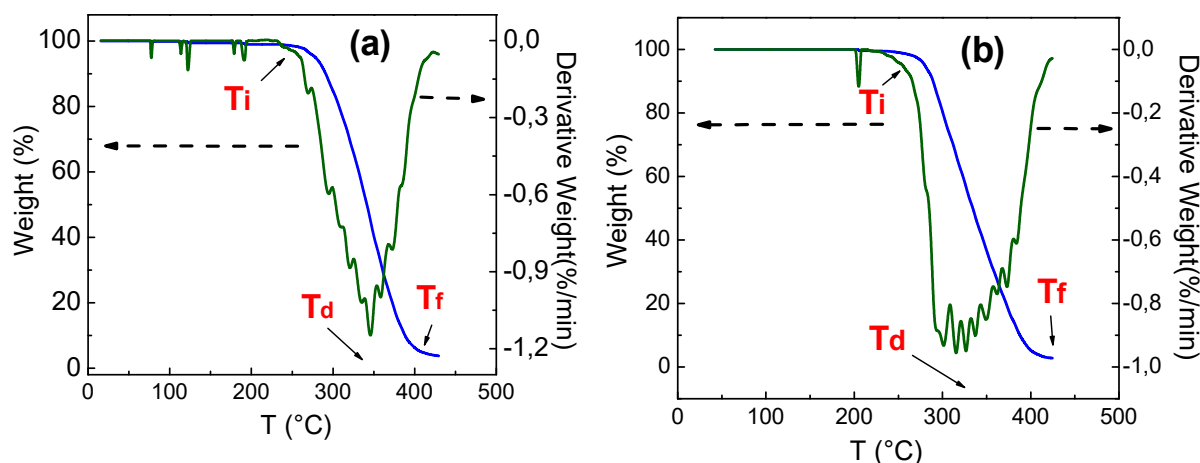 (a)
Weight (%)
100
80
60
40
20
0
0 100 200 300 400 500
T (°C)
0,0
-0,3
-0,6
-0,9
-1,2
Derivative Weight(%/min)
Ti
Td
Tf
(b)
Weight (%)
100
80
60
40
20
0
0 100 200 300 400 500
T (°C)
0,0
-0,2
-0,4
-0,6
-0,8
-1,0
Derivative Weight(%/min)
Ti
Td
Tf